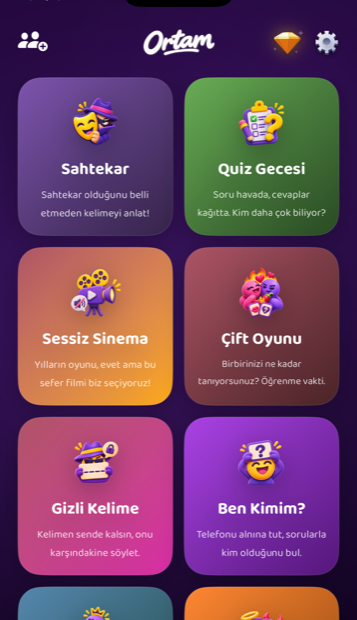 Ortam
Sahtekar
Sahtekar olduğunu belli
etmeden kelimeyi anlat!
Quiz Gecesi
Soru havada, cevaplar
kağıtta. Kim daha çok biliyor?
Sessiz Sinema
Yılların oyunu, evet ama bu
sefer filmi biz seçiyoruz!
Çift Oyunu
Birbirinizi ne kadar
tanıyorsunuz? Öğrenme vakti.
Gizli Kelime
Kelimen sende kalsın, onu
karşındakine söylet.
?
Ben Kimim?
Telefonu alnına tut, sorularla
kim olduğunu bul.